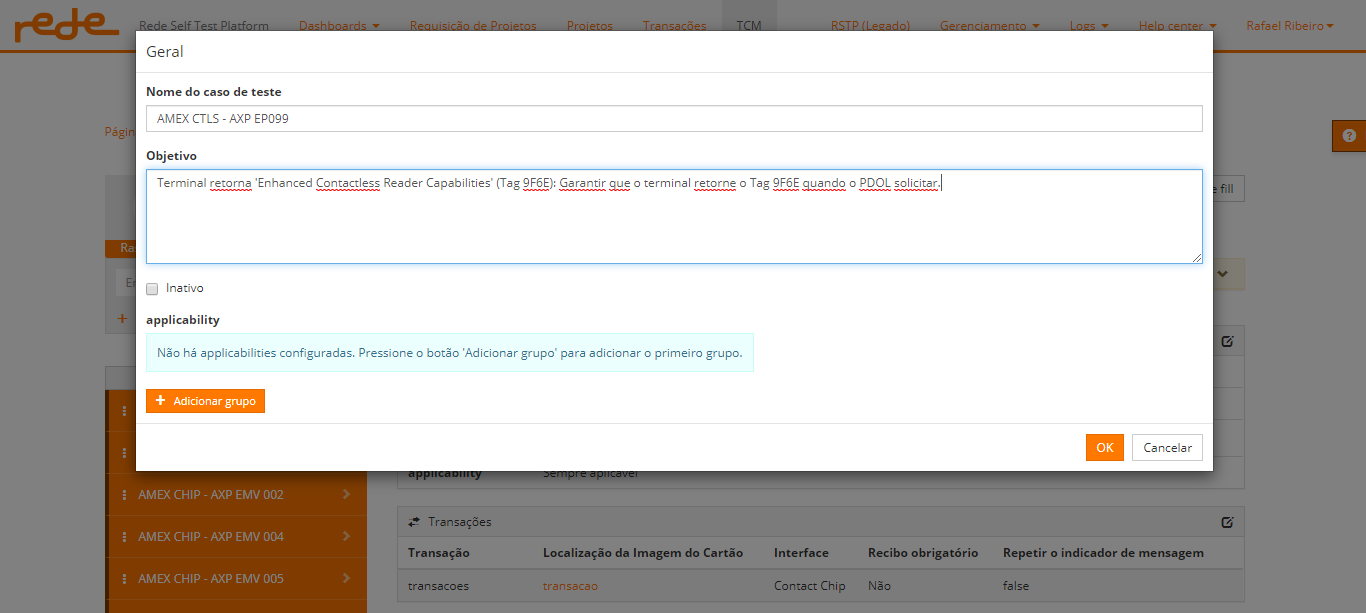 rede
Rede Self Test Platform Dashboards Requisição de Projetos Projetos Transações TCM RSTP (Legado) Gerenciamento Logs Help center Rafael Ribeiro
Geral
Nome do caso de teste
AMEX CTLS - AXP EP099
Objetivo
Terminal retorna 'Enhanced Contactless Reader Capabilities' (Tag 9F6E): Garantir que o terminal retorne o Tag 9F6E quando o PDOL solicitar.
Inativo
applicability
Não há applicabilities configuradas. Pressione o botão 'Adicionar grupo' para adicionar o primeiro grupo.
+ Adicionar grupo
OK Cancelar
Págin
e fill
Ra
En
+
applicability Sempre aplicável
AMEX CHIP - AXP EMV 002
AMEX CHIP - AXP EMV 004
AMEX CHIP - AXP EMV 005
Transações
Transação Localização da Imagem do Cartão Interface Recibo obrigatório Repetir o indicador de mensagem
transacoes transacao Contact Chip Não false